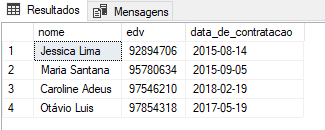 Resultados Mensagens
nome edv data_de_contratacao
1 Jessica Lima 92894706 2015-08-14
2 Maria Santana 95780634 2015-09-05
3 Caroline Adeus 97546210 2018-02-19
4 Otávio Luis 97854318 2017-05-19